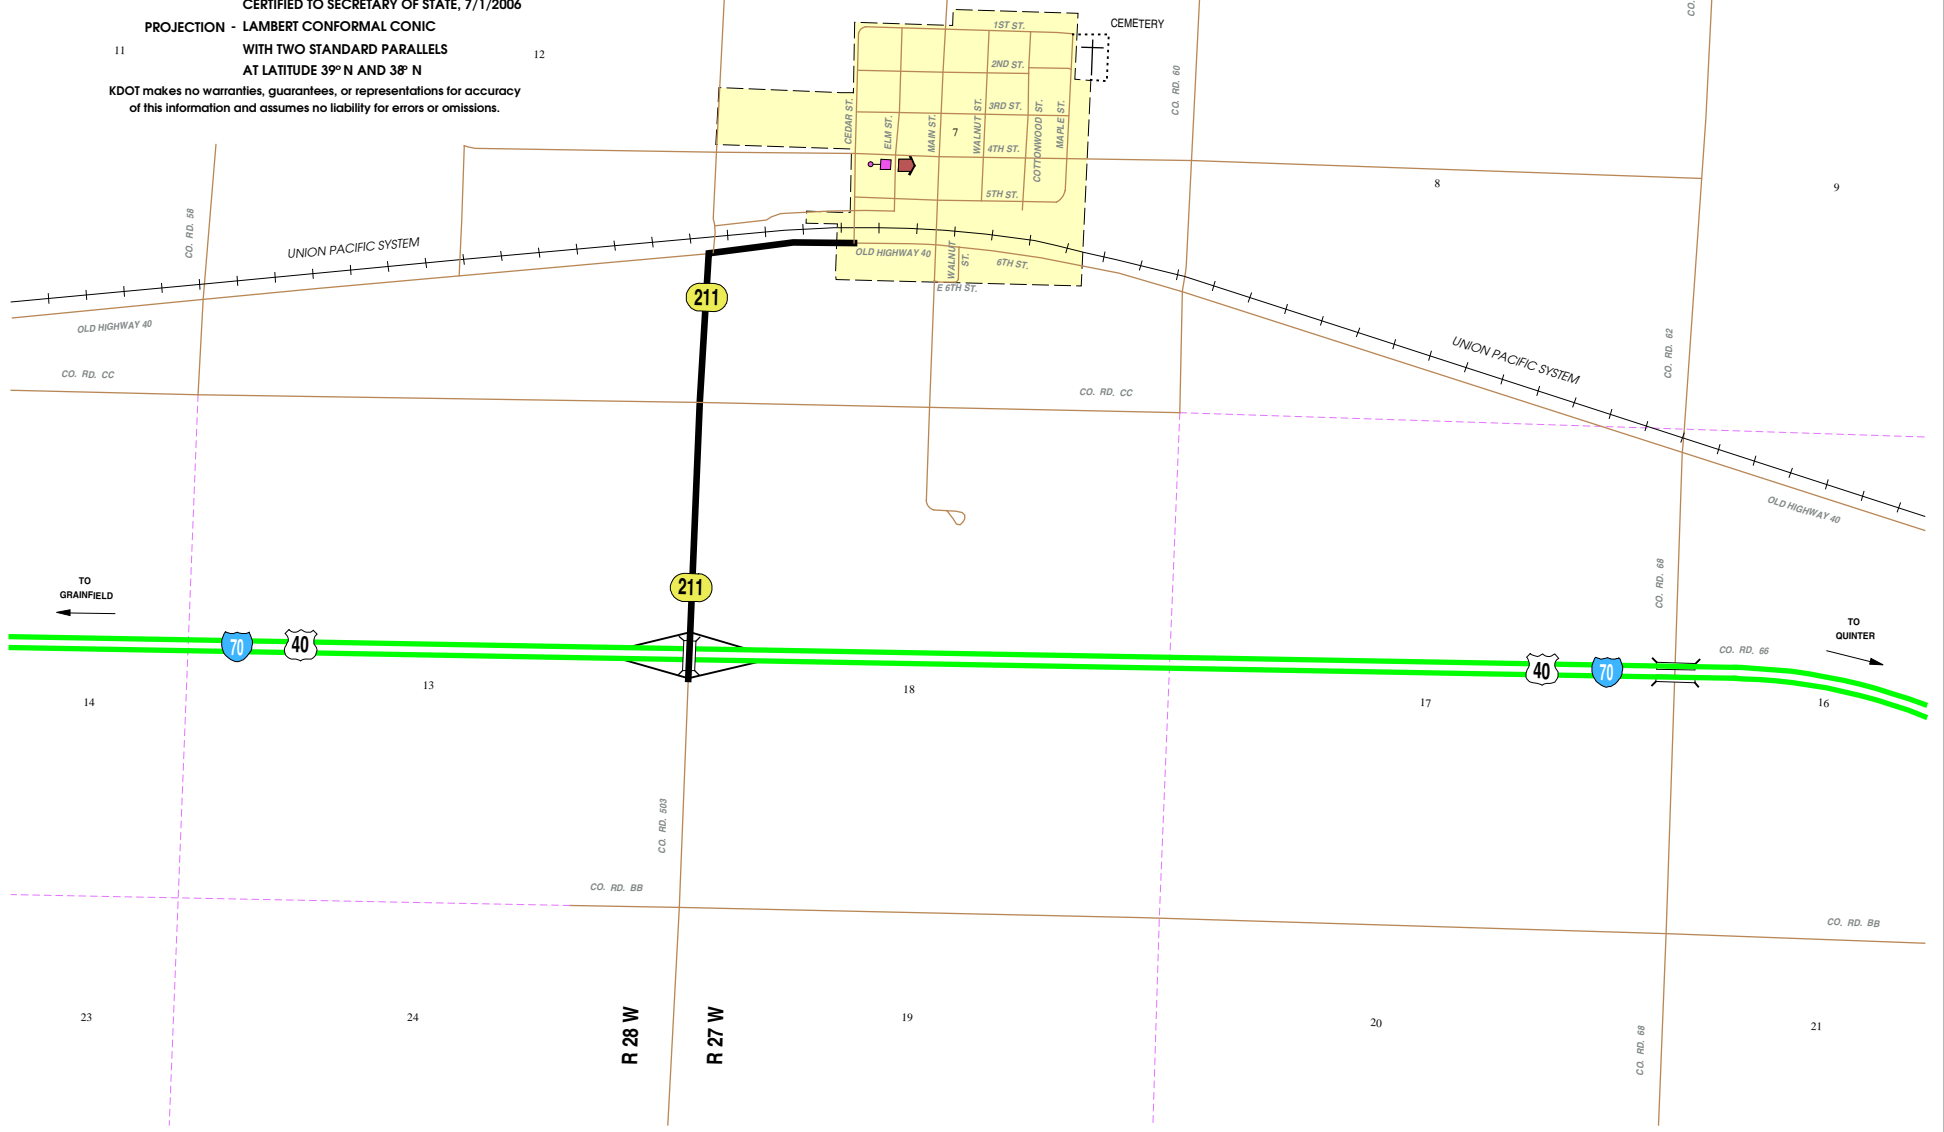 CERTIFIED TO SECRETARY OF STATE, 7/1/2006
PROJECTION - LAMBERT CONFORMAL CONIC
WITH TWO STANDARD PARALLELS
AT LATITUDE 39° N AND 38° N
KDOT makes no warranties, guarantees, or representations for accuracy
of this information and assumes no liability for errors or omissions.
11
12
CEMETERY
1ST ST.
2ND ST.
3RD ST.
4TH ST.
5TH ST.
CEDAR ST.
ELM ST.
MAIN ST.
WALNUT ST.
COTTONWOOD ST.
MAPLE ST.
7
CO. RD. 60
CO.
8
9
CO. RD. 58
UNION PACIFIC SYSTEM
OLD HIGHWAY 40
WALNUT
ST.
6TH ST.
E 6TH ST.
211
OLD HIGHWAY 40
CO. RD. CC
CO. RD. CC
UNION PACIFIC SYSTEM
CO. RD. 62
OLD HIGHWAY 40
211
TO
GRAINFIELD
70
40
CO. RD. 68
TO
QUINTER
CO. RD. 66
40
70
14
13
18
17
16
CO. RD. 503
CO. RD. BB
CO. RD. BB
23
24
R 28 W
R 27 W
19
20
21
CO. RD. 68